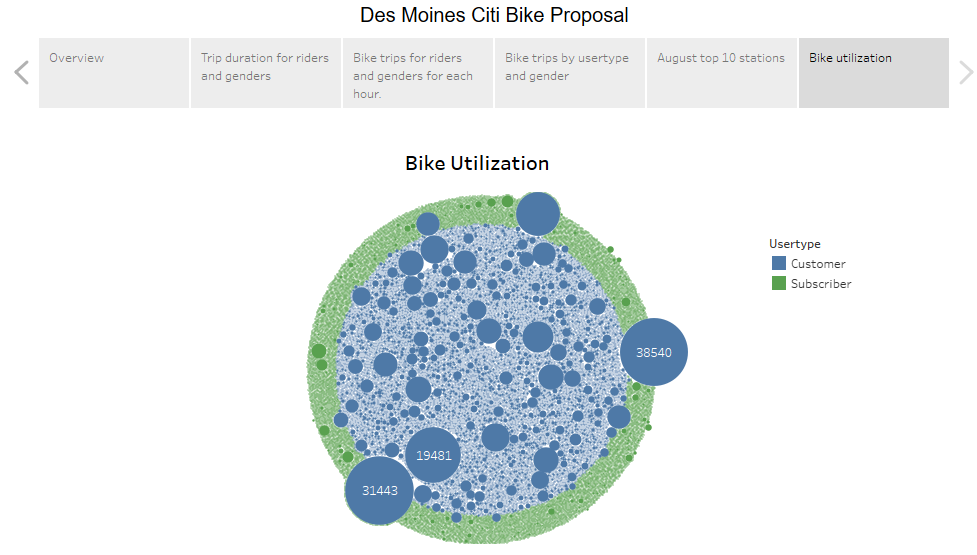 Des Moines Citi Bike Proposal
Overview
Trip duration for riders
and genders
Bike trips for riders
and genders for each
hour.
Bike trips by usertype
and gender
August top 10 stations
Bike utilization
Bike Utilization
Usertype
Customer
Subscriber
38540
19481
31443